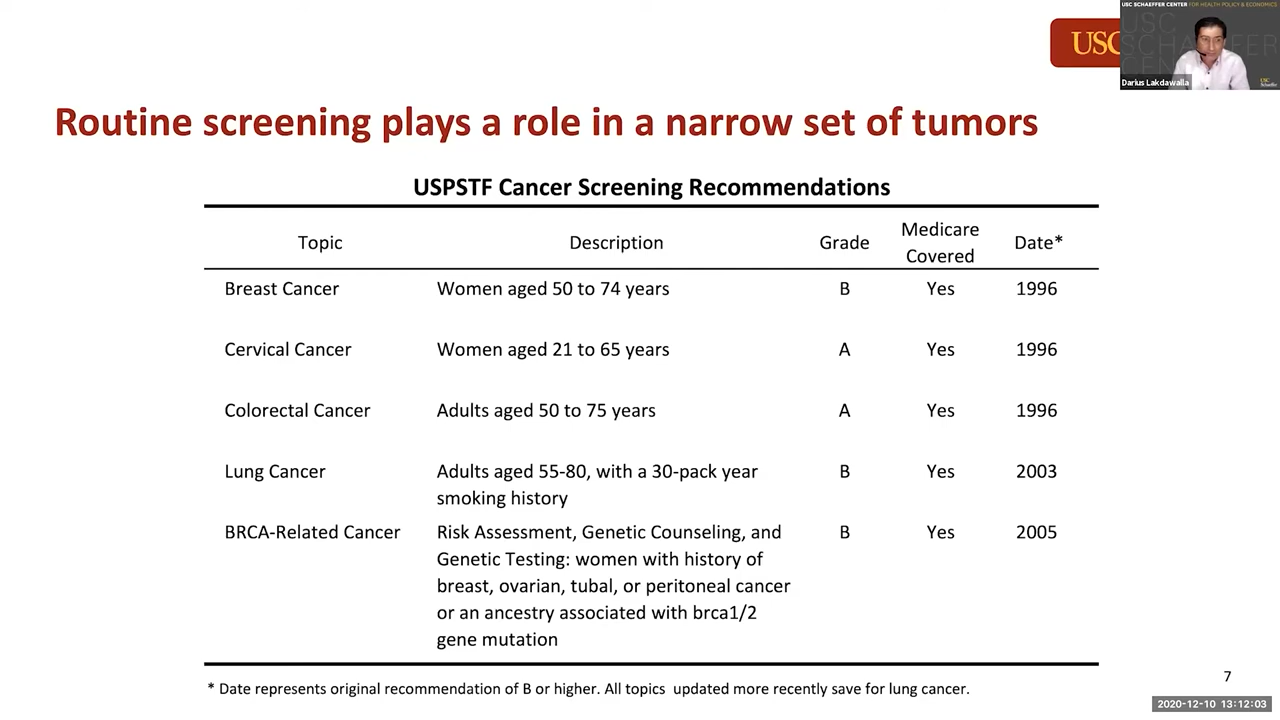 USC SCHAEFFER CENTER FOR HEALTH POLICY & ECONOMICS
USC
Darius Lakdawalla
Routine screening plays a role in a narrow set of tumors
USPSTF Cancer Screening Recommendations
Topic Description Grade Medicare Covered Date*
Breast Cancer Women aged 50 to 74 years B Yes 1996
Cervical Cancer Women aged 21 to 65 years A Yes 1996
Colorectal Cancer Adults aged 50 to 75 years A Yes 1996
Lung Cancer Adults aged 55-80, with a 30-pack year B Yes 2003
smoking history
BRCA-Related Cancer Risk Assessment, Genetic Counseling, and B Yes 2005
Genetic Testing: women with history of
breast, ovarian, tubal, or peritoneal cancer
or an ancestry associated with brca1/2
gene mutation
* Date represents original recommendation of B or higher. All topics updated more recently save for lung cancer.
7
2020-12-10 13:12:03